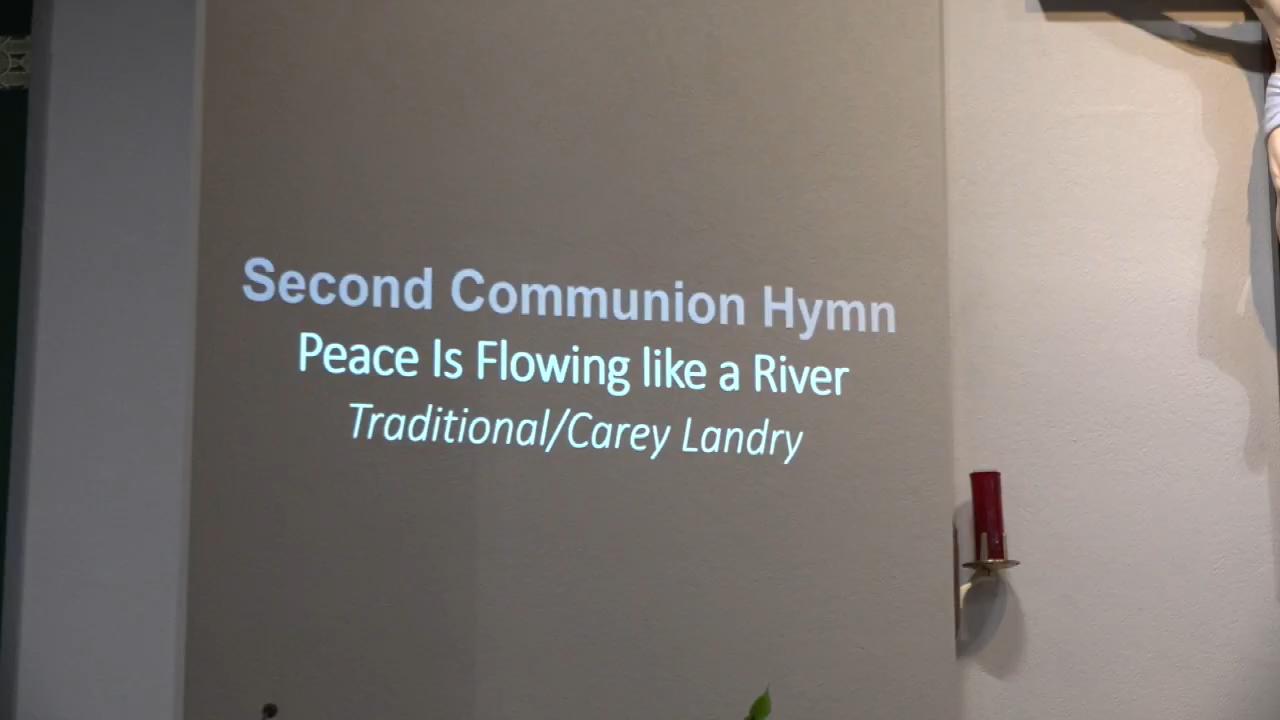 Second Communion Hymn
Peace Is Flowing like a River
Traditional/Carey Landry